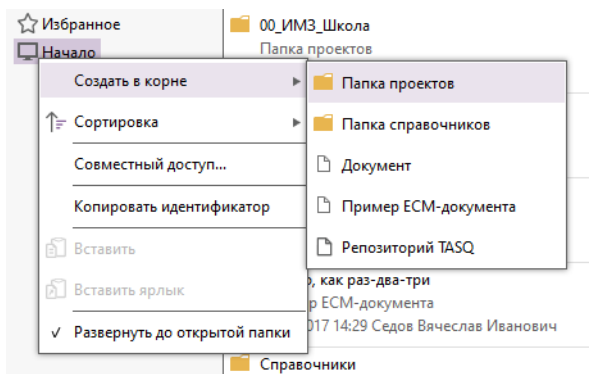 Избранное
Начало
Создать в корне
Сортировка
Совместный доступ...
Копировать идентификатор
Вставить
Вставить ярлык
Развернуть до открытой папки
Папка проектов
Папка справочников
Документ
Пример ECM-документа
Репозиторий TASQ
00_ИМЗ_Школа
Папка проектов
, как раз-два-три
ECM-документа
14:29 Седов Вячеслав Иванович
Справочники